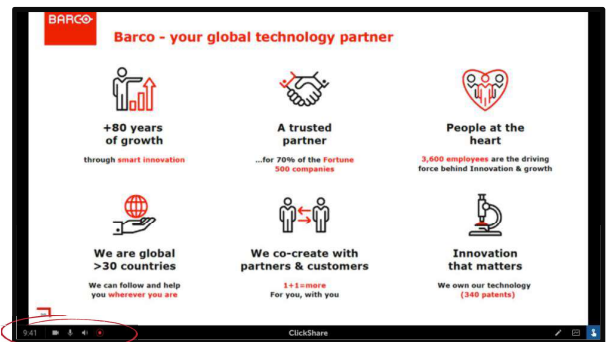 BARCO
Barco - your global technology partner
+80 years
of growth
through smart innovation
A trusted
partner
...for 70% of the Fortune
500 companies
People at the
heart
3,600 employees are the driving
force behind Innovation & growth
We are global
>30 countries
We can follow and help
you wherever you are
We co-create with
partners & customers
1+1=more
For you, with you
Innovation
that matters
We own our technology
(340 patents)
9:41
ClickShare